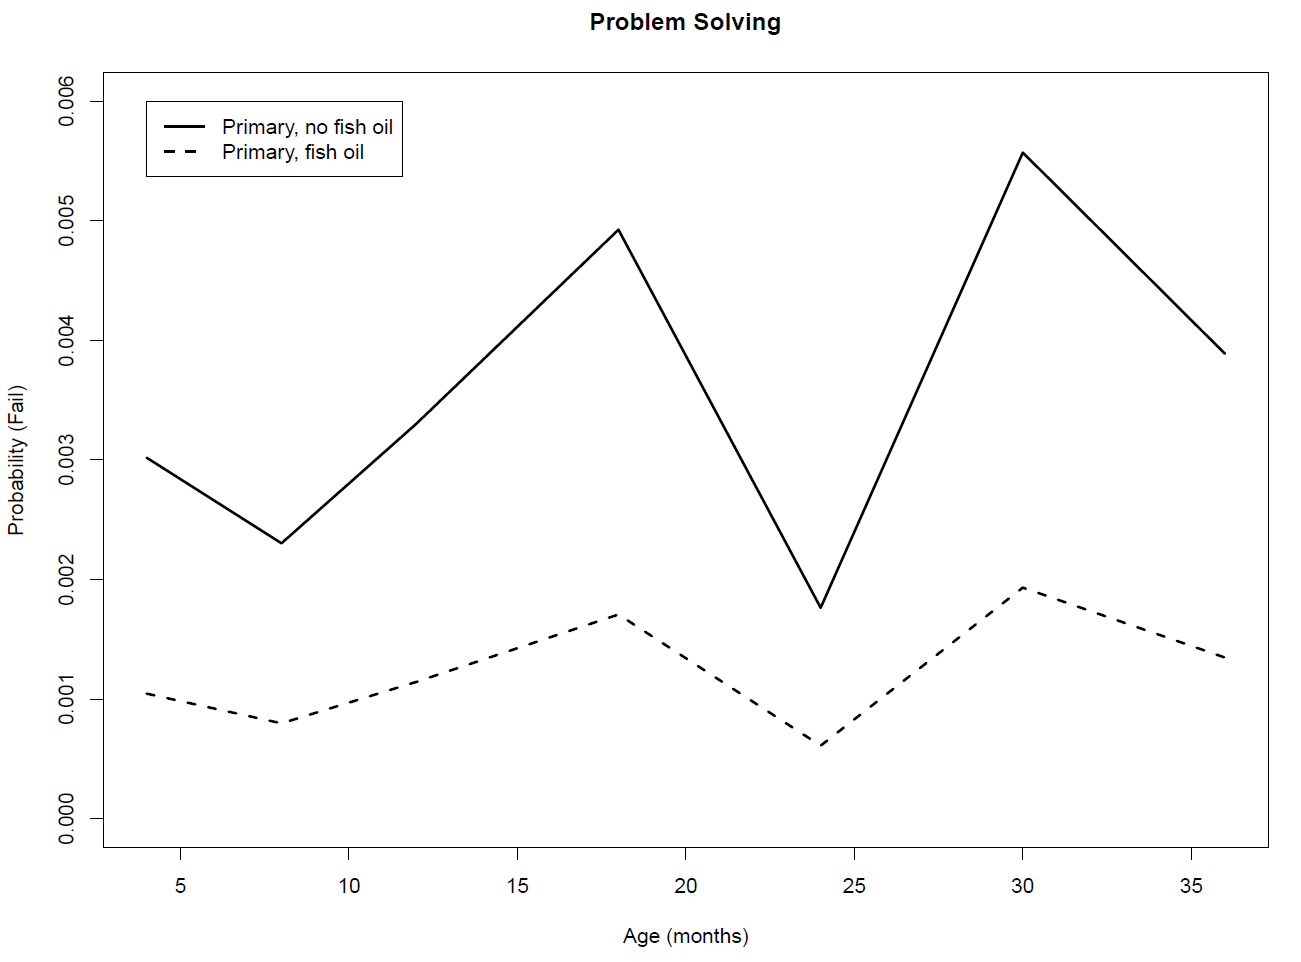 Problem Solving
Primary, no fish oil
Primary, fish oil
Probability (Fail)
0.006
0.005
0.004
0.003
0.002
0.001
0.000
5 10 15 20 25 30 35
Age (months)